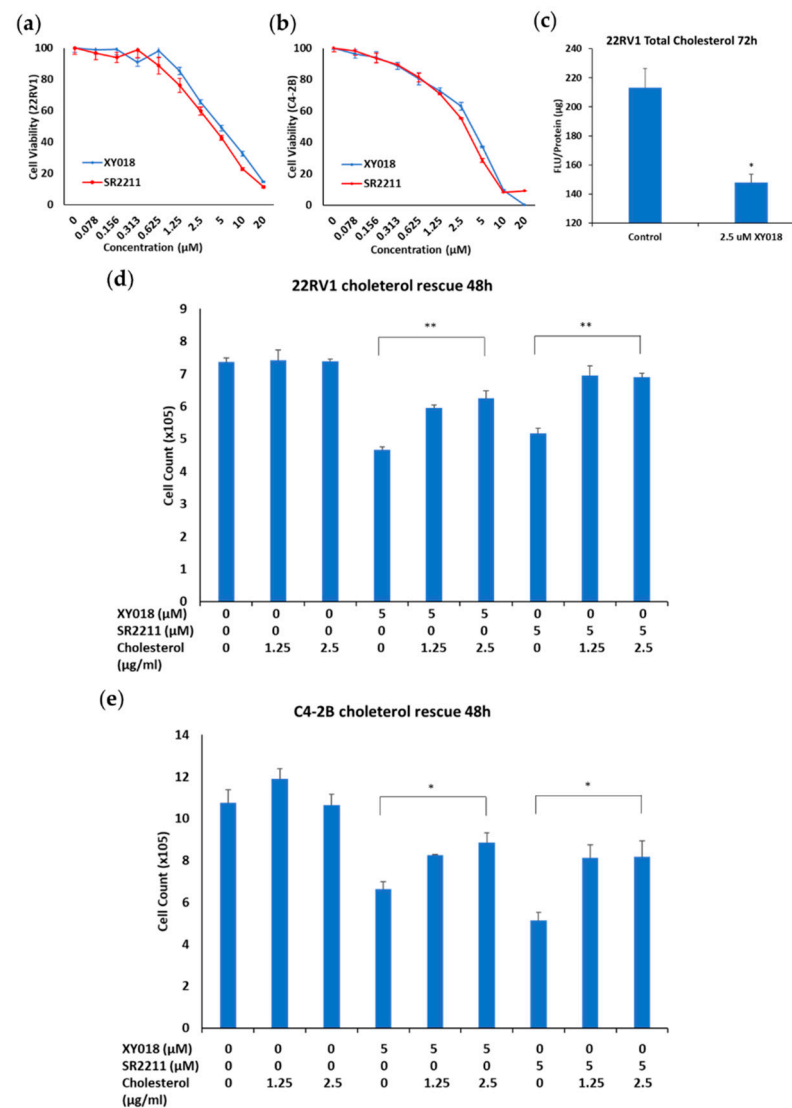 (a)
100
80
60
40
20
0
Cell Viability (22RV1)
XY018
SR2211
0 0.078 0.156 0.313 0.625 1.25 2.5 5 10 20
Concentration (µM)
(b)
100
80
60
40
20
0
Cell Viability (C4-2B)
XY018
SR2211
0 0.078 0.156 0.313 0.625 1.25 2.5 5 10 20
Concentration (µM)
(c)
22RV1 Total Cholesterol 72h
240
220
200
180
160
140
120
FLU/Protein (µg)
*
Control 2.5 uM XY018
(d)
22RV1 choleterol rescue 48h
9
8
7
6
5
4
3
2
1
0
Cell Count (x105)
** **
XY018 (µM) 0 0 0 5 5 5 0 0 0
SR2211 (µM) 0 0 0 0 0 0 5 5 5
Cholesterol 0 1.25 2.5 0 1.25 2.5 0 1.25 2.5
(µg/ml)
(e)
C4-2B choleterol rescue 48h
14
12
10
8
6
4
2
0
Cell Count (x105)
* *
XY018 (µM) 0 0 0 5 5 5 0 0 0
SR2211 (µM) 0 0 0 0 0 0 5 5 5
Cholesterol 0 1.25 2.5 0 1.25 2.5 0 1.25 2.5
(µg/ml)